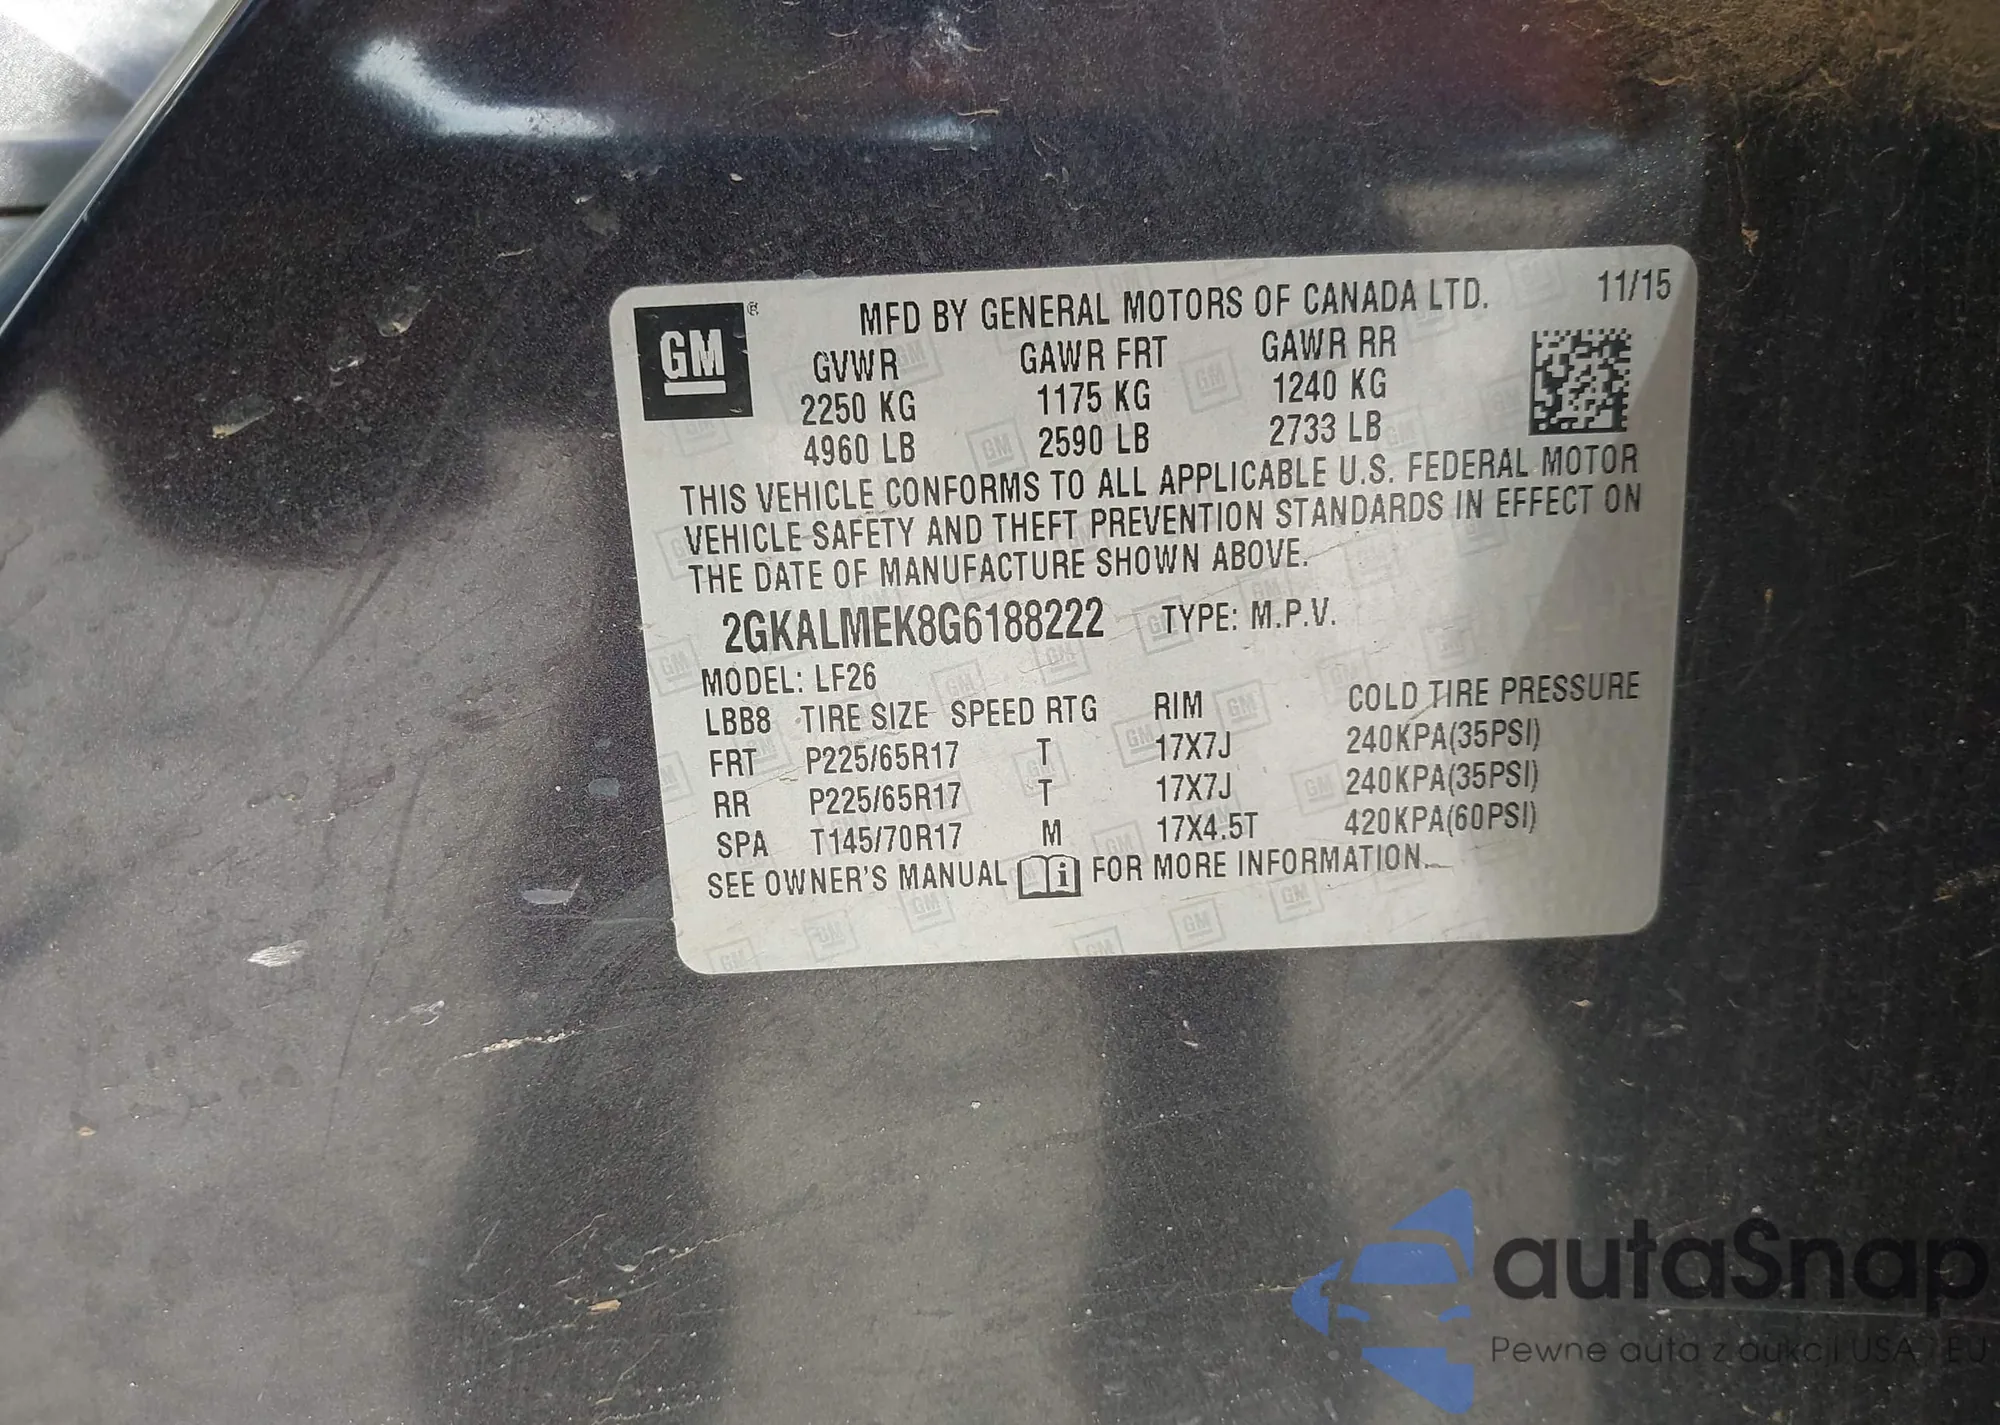 GM ®
MFD BY GENERAL MOTORS OF CANADA LTD. 11/15
GVWR GAWR FRT GAWR RR
2250 KG 1175 KG 1240 KG
4960 LB 2590 LB 2733 LB
THIS VEHICLE CONFORMS TO ALL APPLICABLE U.S. FEDERAL MOTOR
VEHICLE SAFETY AND THEFT PREVENTION STANDARDS IN EFFECT ON
THE DATE OF MANUFACTURE SHOWN ABOVE.
2GKALMEK8G6188222 TYPE: M.P.V.
MODEL: LF26
LBB8 TIRE SIZE SPEED RTG RIM COLD TIRE PRESSURE
FRT P225/65R17 T 17X7J 240KPA(35PSI)
RR P225/65R17 T 17X7J 240KPA(35PSI)
SPA T145/70R17 M 17X4.5T 420KPA(60PSI)
SEE OWNER'S MANUAL i FOR MORE INFORMATION.
autaSnap
Pewne auta z aukcji USA / EU